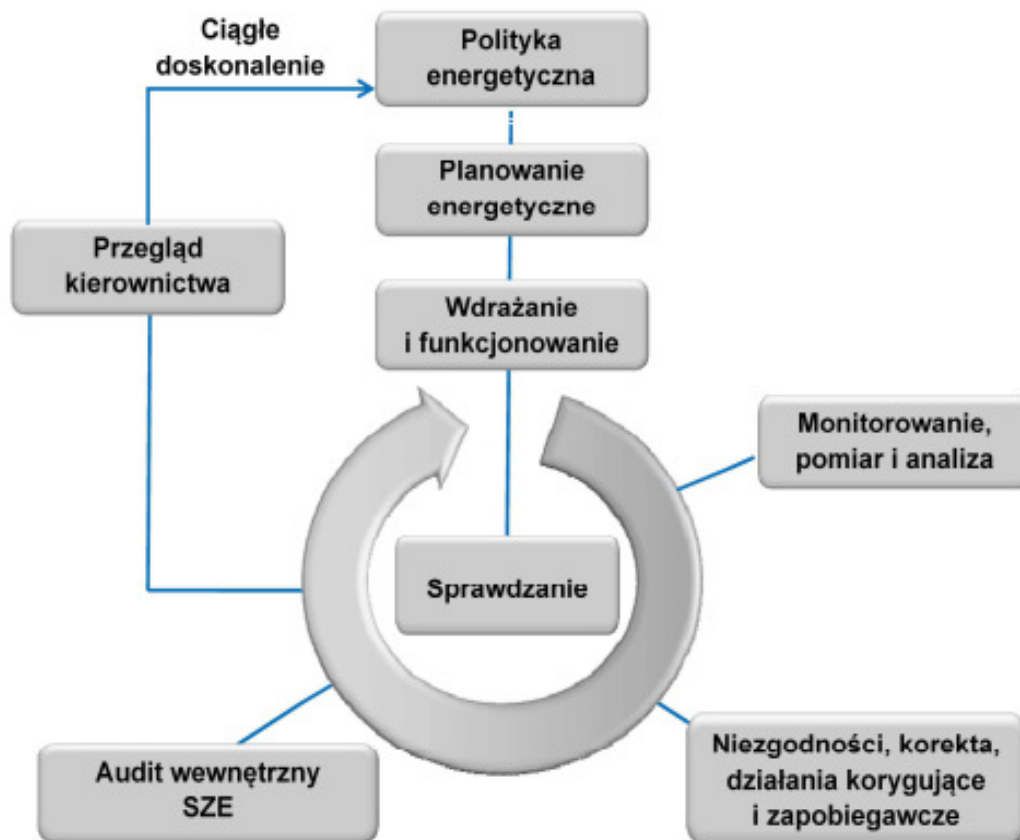 Ciągłe
doskonalenie
Polityka
energetyczna
Planowanie
energetyczne
Przegląd
kierownictwa
Wdrażanie
i funkcjonowanie
Monitorowanie,
pomiar i analiza
Sprawdzanie
Audit wewnętrzny
SZE
Niezgodności, korekta,
działania korygujące
i zapobiegawcze